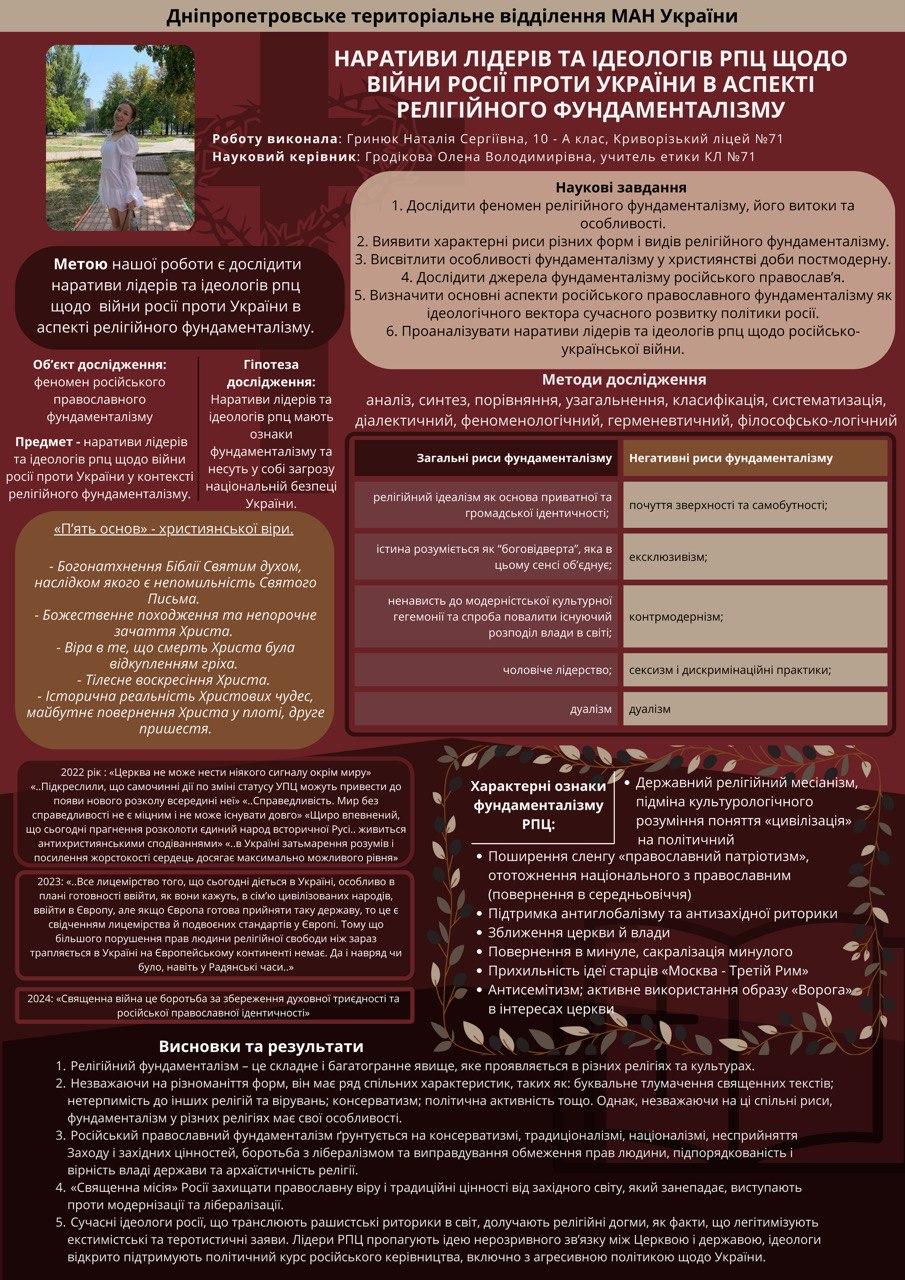 Дніпропетровське територіальне відділення МАН України
НАРАТИВИ ЛІДЕРІВ ТА ІДЕОЛОГІВ РПЦ ЩОДО
ВІЙНИ РОСІЇ ПРОТИ УКРАЇНИ В АСПЕКТІ
РЕЛІГІЙНОГО ФУНДАМЕНТАЛІЗМУ
Роботу виконала: Гринюк Наталія Сергіївна, 10 - А клас, Криворізький ліцей №71
Науковий керівник: Гродікова Олена Володимирівна, учитель етики КЛ №71
Метою нашої роботи є дослідити
наративи лідерів та ідеологів рпц
щодо війни росії проти України в
аспекті релігійного фундаменталізму.
Наукові завдання
1. Дослідити феномен релігійного фундаменталізму, його витоки та
особливості.
2. Виявити характерні риси різних форм і видів релігійного фундаменталізму.
3. Висвітлити особливості фундаменталізму у християнстві доби постмодерну.
4. Дослідити джерела фундаменталізму російського православ’я.
5. Визначити основні аспекти російського православного фундаменталізму як
ідеологічного вектора сучасного розвитку політики росії.
6. Проаналізувати наративи лідерів та ідеологів рпц щодо російсько-
української війни.
Об’єкт дослідження:
феномен російського
православного
фундаменталізму
Предмет - наративи лідерів
та ідеологів рпц щодо війни
росії проти України у контексті
релігійного фундаменталізму.
Гіпотеза
дослідження:
Наративи лідерів та
ідеологів рпц мають
ознаки
фундаменталізму та
несуть у собі загрозу
національній безпеці
України.
Методи дослідження
аналіз, синтез, порівняння, узагальнення, класифікація, систематизація,
діалектичний, феноменологічний, герменевтичний, філософсько-логічний
Загальні риси фундаменталізму
Негативні риси фундаменталізму
релігійний ідеалізм як основа приватної та
громадської ідентичності;
почуття зверхності та самобутності;
істина розуміється як “боговідверта”, яка в
цьому сенсі об’єднує;
ексклюзивізм;
ненависть до модерністської культурної
гегемонії та спроба повалити існуючий
розподіл влади в світі;
контрмодернізм;
чоловіче лідерство;
сексизм і дискримінаційні практики;
дуалізм
дуалізм
«П’ять основ» - християнської віри.
- Богонатхнення Біблії Святим духом,
наслідком якого є непомильність Святого
Письма.
- Божественне походження та непорочне
зачаття Христа.
- Віра в те, що смерть Христа була
відкупленням гріха.
- Тілесне воскресіння Христа.
- Історична реальність Христових чудес,
майбутнє повернення Христа у плоті, друге
пришестя.
2022 рік : «Церква не може нести ніякого сигналу окрім миру»
«..Підкреслили, що самочинні дії по зміні статусу УПЦ можуть привести до
появи нового розколу всередині неї» «..Справедливість. Мир без
справедливості не є міцним і не може існувати довго» «Щиро впевнений,
що сьогодні прагнення розколоти єдиний народ всторичної Русі.. живиться
антихристиянськими сподіваннями» «..в Україні затьмарення розумів і
посилення жорстокості сердець досягає максимально можливого рівня»
2023: «..Все лицемірство того, що сьогодні діється в Україні, особливо в
плані готовності ввійти, як вони кажуть, в сім’ю цивілізованих народів,
ввійти в Європу, але якщо Європа готова прийняти таку державу, то це є
свідченням лицемірства й подвоєних стандартів у Європі. Тому що
більшого порушення прав людини релігійної свободи ніж зараз
трапляється в Україні на Європейському континенті немає. Да і навряд чи
було, навіть у Радянські часи..»
2024: «Священна війна це боротьба за збереження духовної триєдності та
російської православної ідентичності»
Характерні ознаки
фундаменталізму
РПЦ:
• Державний релігійний месіанізм,
підміна культурологічного
розуміння поняття «цивілізація»
на політичний
• Поширення сленгу «православний патріотизм»,
ототожнення національного з православним
(повернення в середньовіччя)
• Підтримка антиглобалізму та антизахідної риторики
• Зближення церкви й влади
• Повернення в минуле, сакралізація минулого
• Прихильність ідеї старців «Москва - Третій Рим»
• Антисемітизм; активне використання образу «Ворога»
в інтересах церкви
Висновки та результати
1. Релігійний фундаменталізм – це складне і багатогранне явище, яке проявляється в різних релігіях та культурах.
2. Незважаючи на різноманіття форм, він має ряд спільних характеристик, таких як: буквальне тлумачення священних текстів;
нетерпимість до інших релігій та вірувань; консерватизм; політична активність тощо. Однак, незважаючи на ці спільні риси,
фундаменталізм у різних релігіях має свої особливості.
3. Російський православний фундаменталізм ґрунтується на консерватизмі, традиціоналізмі, націоналізмі, несприйняття
Заходу і західних цінностей, боротьба з лібералізмом та виправдування обмеження прав людини, підпорядкованість і
вірність владі держави та архаїстичність релігії.
4. «Священна місія» Росії захищати православну віру і традиційні цінності від західного світу, який занепадає, виступають
проти модернізації та лібералізації.
5. Сучасні ідеологи росії, що транслюють рашистські риторики в світ, долучають релігійні догми, як факти, що легітимізують
екстимістські та теротистичні заяви. Лідери РПЦ пропагують ідею нерозривного зв’язку між Церквою і державою, ідеологи
відкрито підтримують політичний курс російського керівництва, включно з агресивною політикою щодо України.